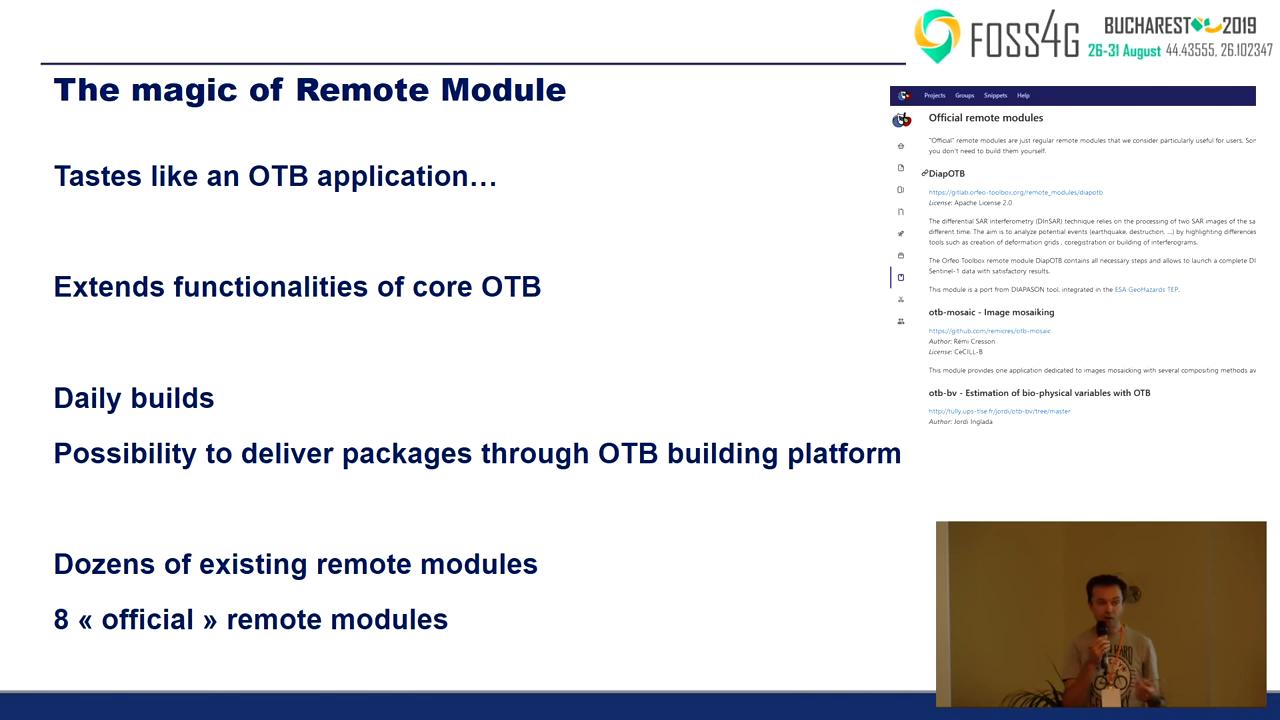 FOSS4G
BUCHAREST 2019
26-31 August 44.43555, 26.102347
The magic of Remote Module
Tastes like an OTB application…
Extends functionalities of core OTB
Daily builds
Possibility to deliver packages through OTB building platform
Dozens of existing remote modules
8 « official » remote modules
Projects Groups Snippets Help
Official remote modules
"Official" remote modules are just regular remote modules that we consider particularly useful for users. Sor
you don't need to build them yourself.
DiapOTB
https://gitlab.orfeo-toolbox.org/remote_modules/diapotb
License: Apache License 2.0
The differential SAR interferometry (DInSAR) technique relies on the processing of two SAR images of the sa
different time. The aim is to analyze potential events (earthquake, destruction, ...) by highlighting differences
tools such as creation of deformation grids , coregistration or building of interferograms.
The Orfeo Toolbox remote module DiapOTB contains all necessary steps and allows to launch a complete DI
Sentinel-1 data with satisfactory results.
This module is a port from DIAPASON tool, integrated in the ESA GeoHazards TEP.
otb-mosaic - Image mosaiking
https://github.com/remicres/otb-mosaic
Author: Rémi Cresson
License: CeCILL-B
This module provides one application dedicated to images mosaicking with several compositing methods av
otb-bv - Estimation of bio-physical variables with OTB
http://tully.ups-tlse.fr/jordi/otb-bv/tree/master
Author: Jordi Inglada